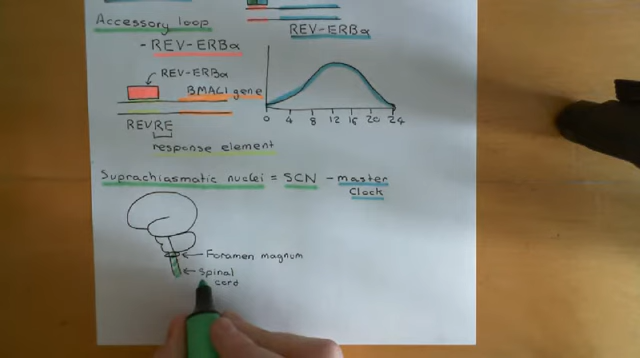 Accessory loop
REV-ERBα
- REV-ERBα
REV-ERBα
BMAL1 gene
REVRE
response element
0 4 8 12 16 20 24
Suprachiasmatic nuclei = SCN - master
clock
Foramen magnum
Spinal
cord